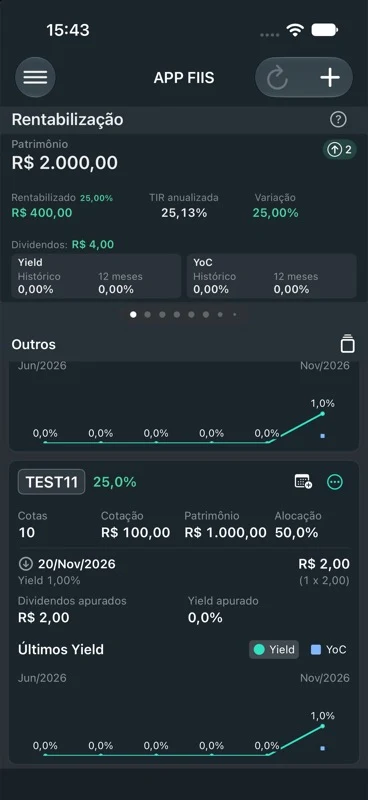 15:43
APP FIIS
Rentabilização
Patrimônio
R$ 2.000,00
2
Rentabilizado 25,00% TIR anualizada Variação
R$ 400,00 25,13% 25,00%
Dividendos: R$ 4,00
Yield YoC
Histórico 12 meses Histórico 12 meses
0,00% 0,00% 0,00% 0,00%
Outros
Jun/2026 Nov/2026
1,0%
0,0% 0,0% 0,0% 0,0% 0,0%
TEST11 25,0%
Cotas Cotação Patrimônio Alocação
10 R$ 100,00 R$ 1.000,00 50,0%
20/Nov/2026 R$ 2,00
Yield 1,00% (1 x 2,00)
Dividendos apurados Yield apurado
R$ 2,00 0,0%
Últimos Yield Yield YoC
Jun/2026 Nov/2026
1,0%
0,0% 0,0% 0,0% 0,0% 0,0%